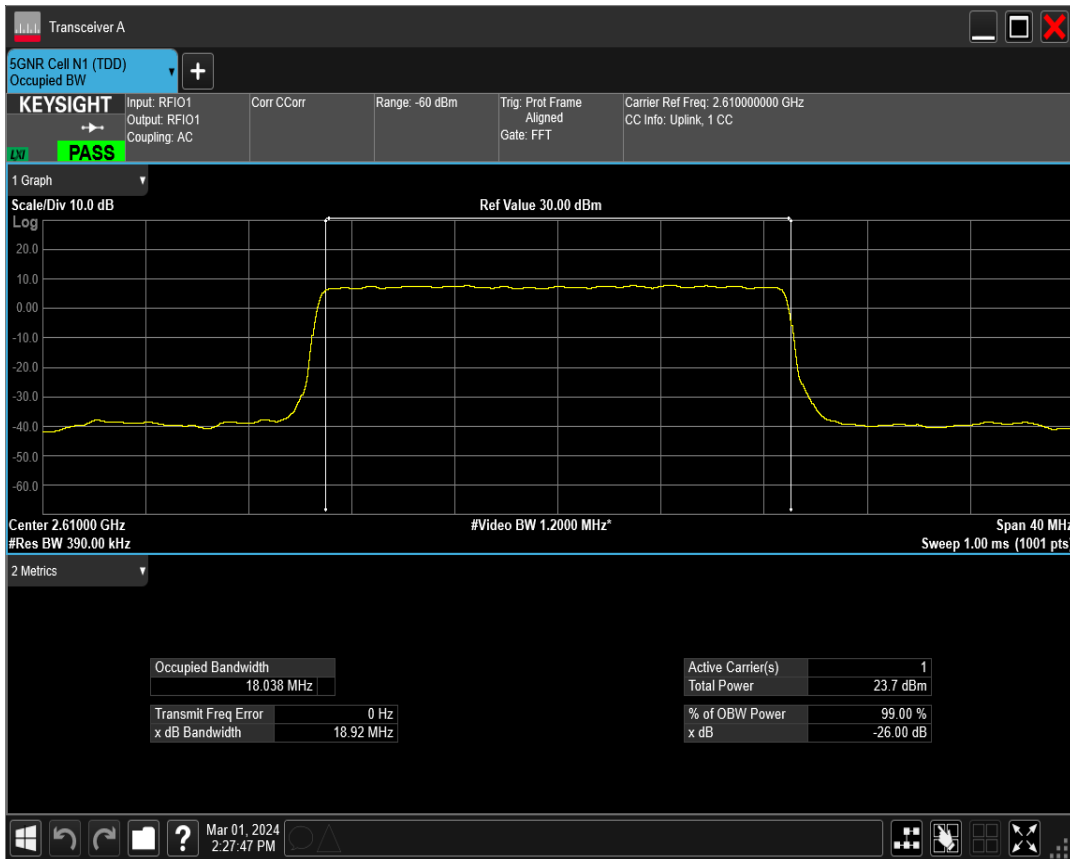 Transceiver A
5GNR Cell N1 (TDD)
Occupied BW
+
KEYSIGHT
LXI
PASS
Input: RFIO1
Output: RFIO1
Coupling: AC
Corr CCorr
Range: -60 dBm
Trig: Prot Frame
Aligned
Gate: FFT
Carrier Ref Freq: 2.610000000 GHz
CC Info: Uplink, 1 CC
1 Graph
Scale/Div 10.0 dB
Ref Value 30.00 dBm
Log
20.0
10.0
0.00
-10.0
-20.0
-30.0
-40.0
-50.0
-60.0
Center 2.61000 GHz
#Video BW 1.2000 MHz*
Span 40 MHz
#Res BW 390.00 kHz
Sweep 1.00 ms (1001 pts)
2 Metrics
Occupied Bandwidth
18.038 MHz
Transmit Freq Error 0 Hz
x dB Bandwidth 18.92 MHz
Active Carrier(s) 1
Total Power 23.7 dBm
% of OBW Power 99.00 %
x dB -26.00 dB
?
Mar 01, 2024
2:27:47 PM